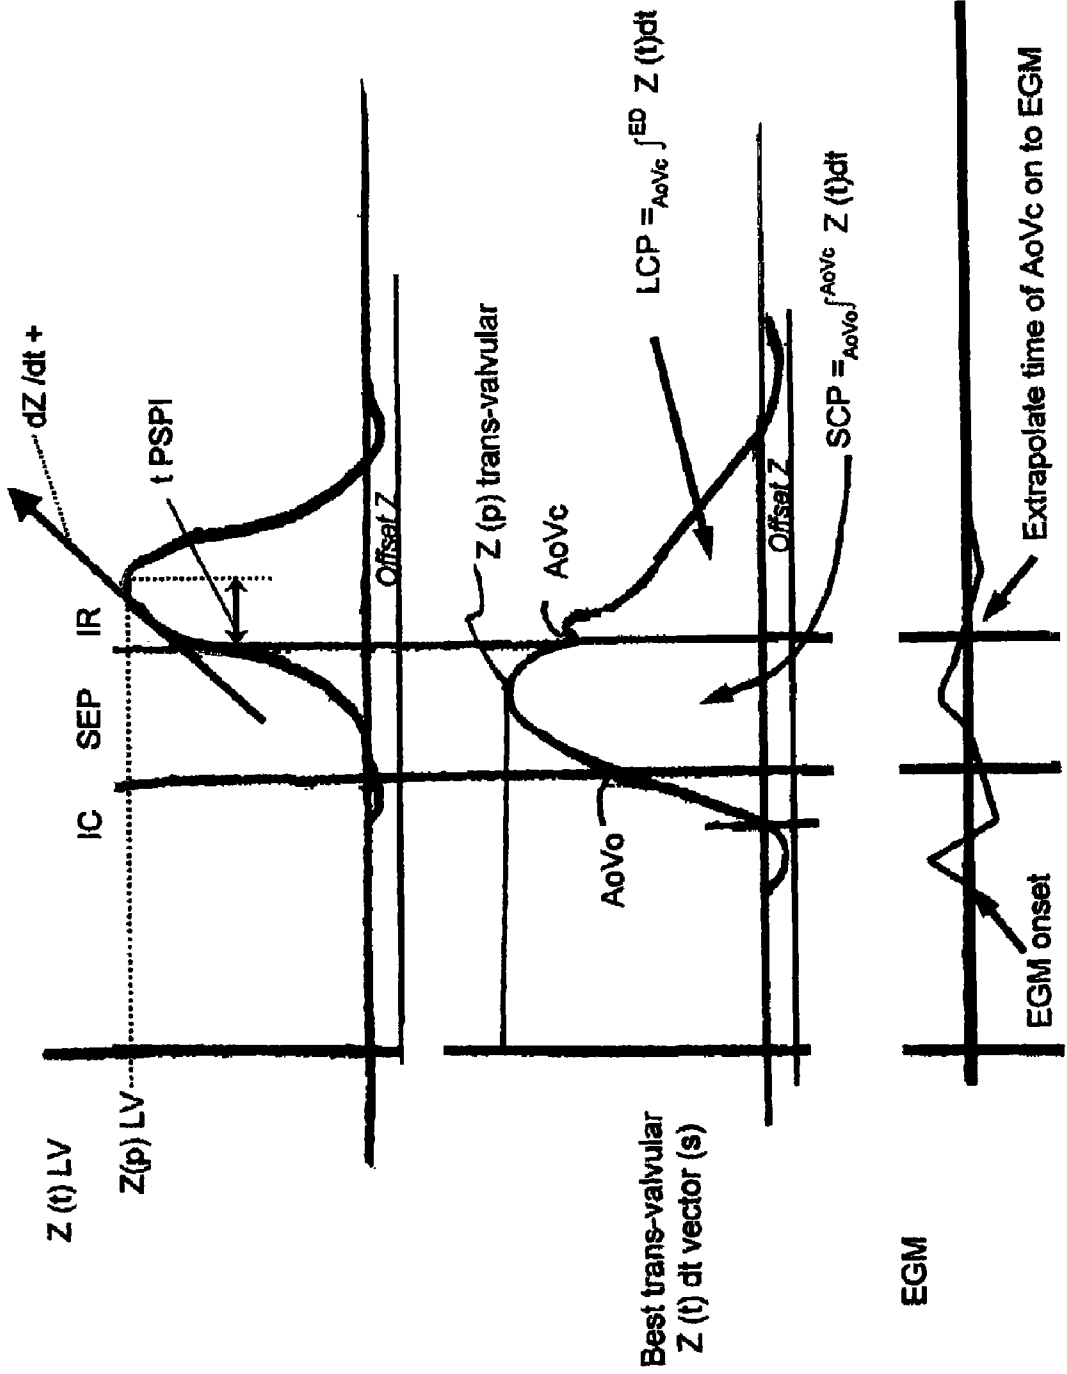 Z (t) LV
Z(p) LV
IC
SEP
IR
dZ /dt +
t PSPI
Offset Z
Best trans-valvular
Z (t) dt vector (s)
AoVo
AoVc
Z (p) trans-valvular
LCP = AoVc ∫ ED Z (t)dt
Offset Z
SCP = AoVo ∫ AoVc Z (t)dt
EGM
EGM onset
Extrapolate time of AoVc on to EGM